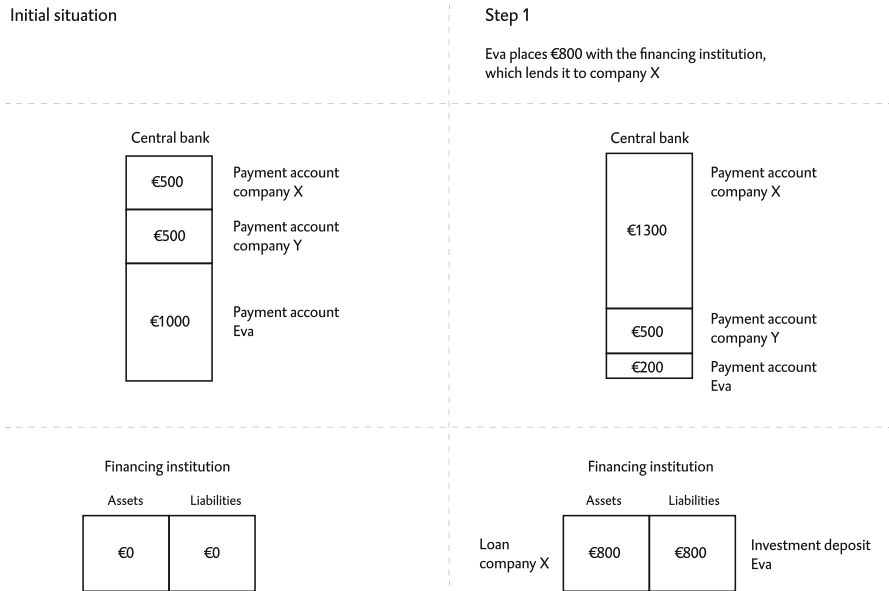 Initial situation
Step 1
Eva places €800 with the financing institution,
which lends it to company X
Central bank
€500
Payment account
company X
€500
Payment account
company Y
€1000
Payment account
Eva
Central bank
€1300
Payment account
company X
€500
Payment account
company Y
€200
Payment account
Eva
Financing institution
Assets
Liabilities
€0
€0
Financing institution
Assets
Liabilities
Loan
company X
€800
€800
Investment deposit
Eva